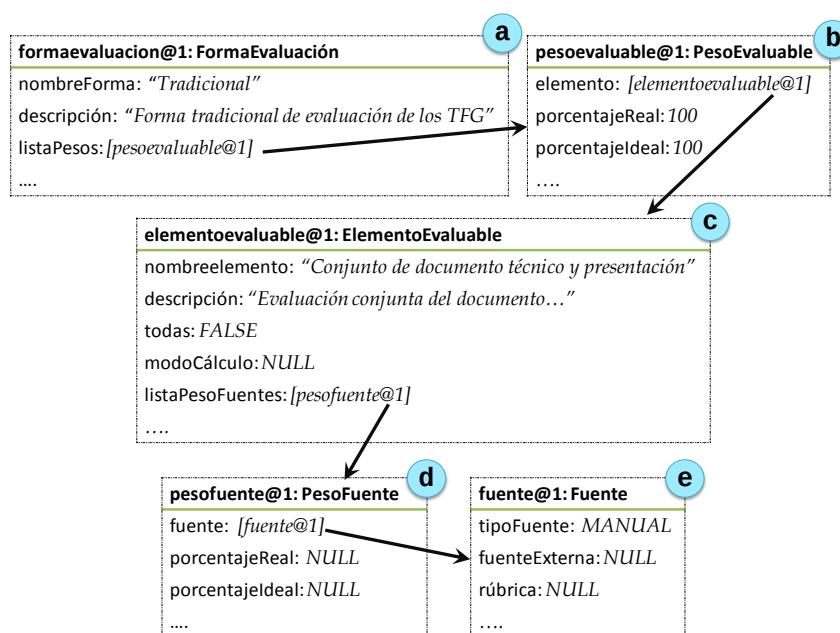 a
formaevaluacion@1: FormaEvaluación
nombreForma: “Tradicional”
descripción: “Forma tradicional de evaluación de los TFG”
listaPesos: [pesoevaluable@1]
....
b
pesoevaluable@1: PesoEvaluable
elemento: [elementoevaluable@1]
porcentajeReal: 100
porcentajeIdeal: 100
....
c
elementoevaluable@1: ElementoEvaluable
nombreelemento: “Conjunto de documento técnico y presentación”
descripción: “Evaluación conjunta del documento…”
todas: FALSE
modoCálculo: NULL
listaPesoFuentes: [pesofuente@1]
....
d
pesofuente@1: PesoFuente
fuente: [fuente@1]
porcentajeReal: NULL
porcentajeIdeal: NULL
....
e
fuente@1: Fuente
tipoFuente: MANUAL
fuenteExterna: NULL
rúbrica: NULL
....